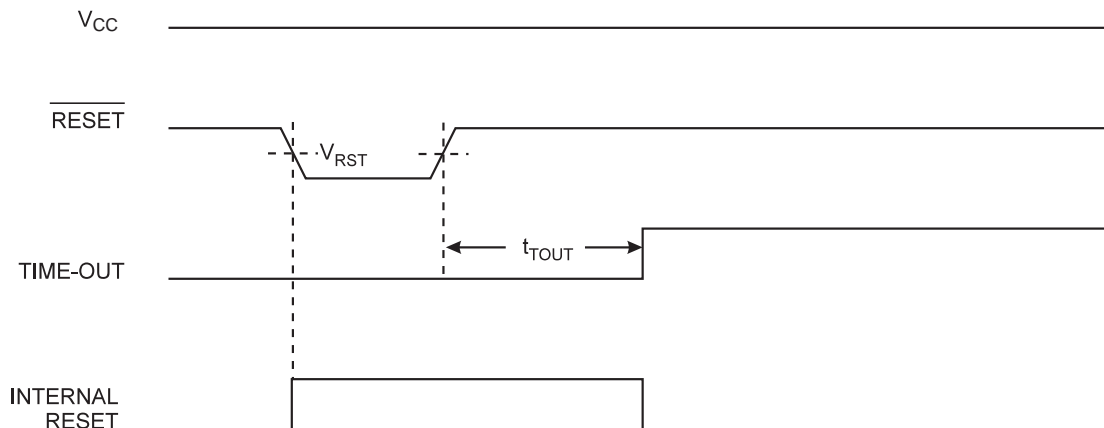 VCC
RESET
VRST
tTOUT
TIME-OUT
INTERNAL
RESET